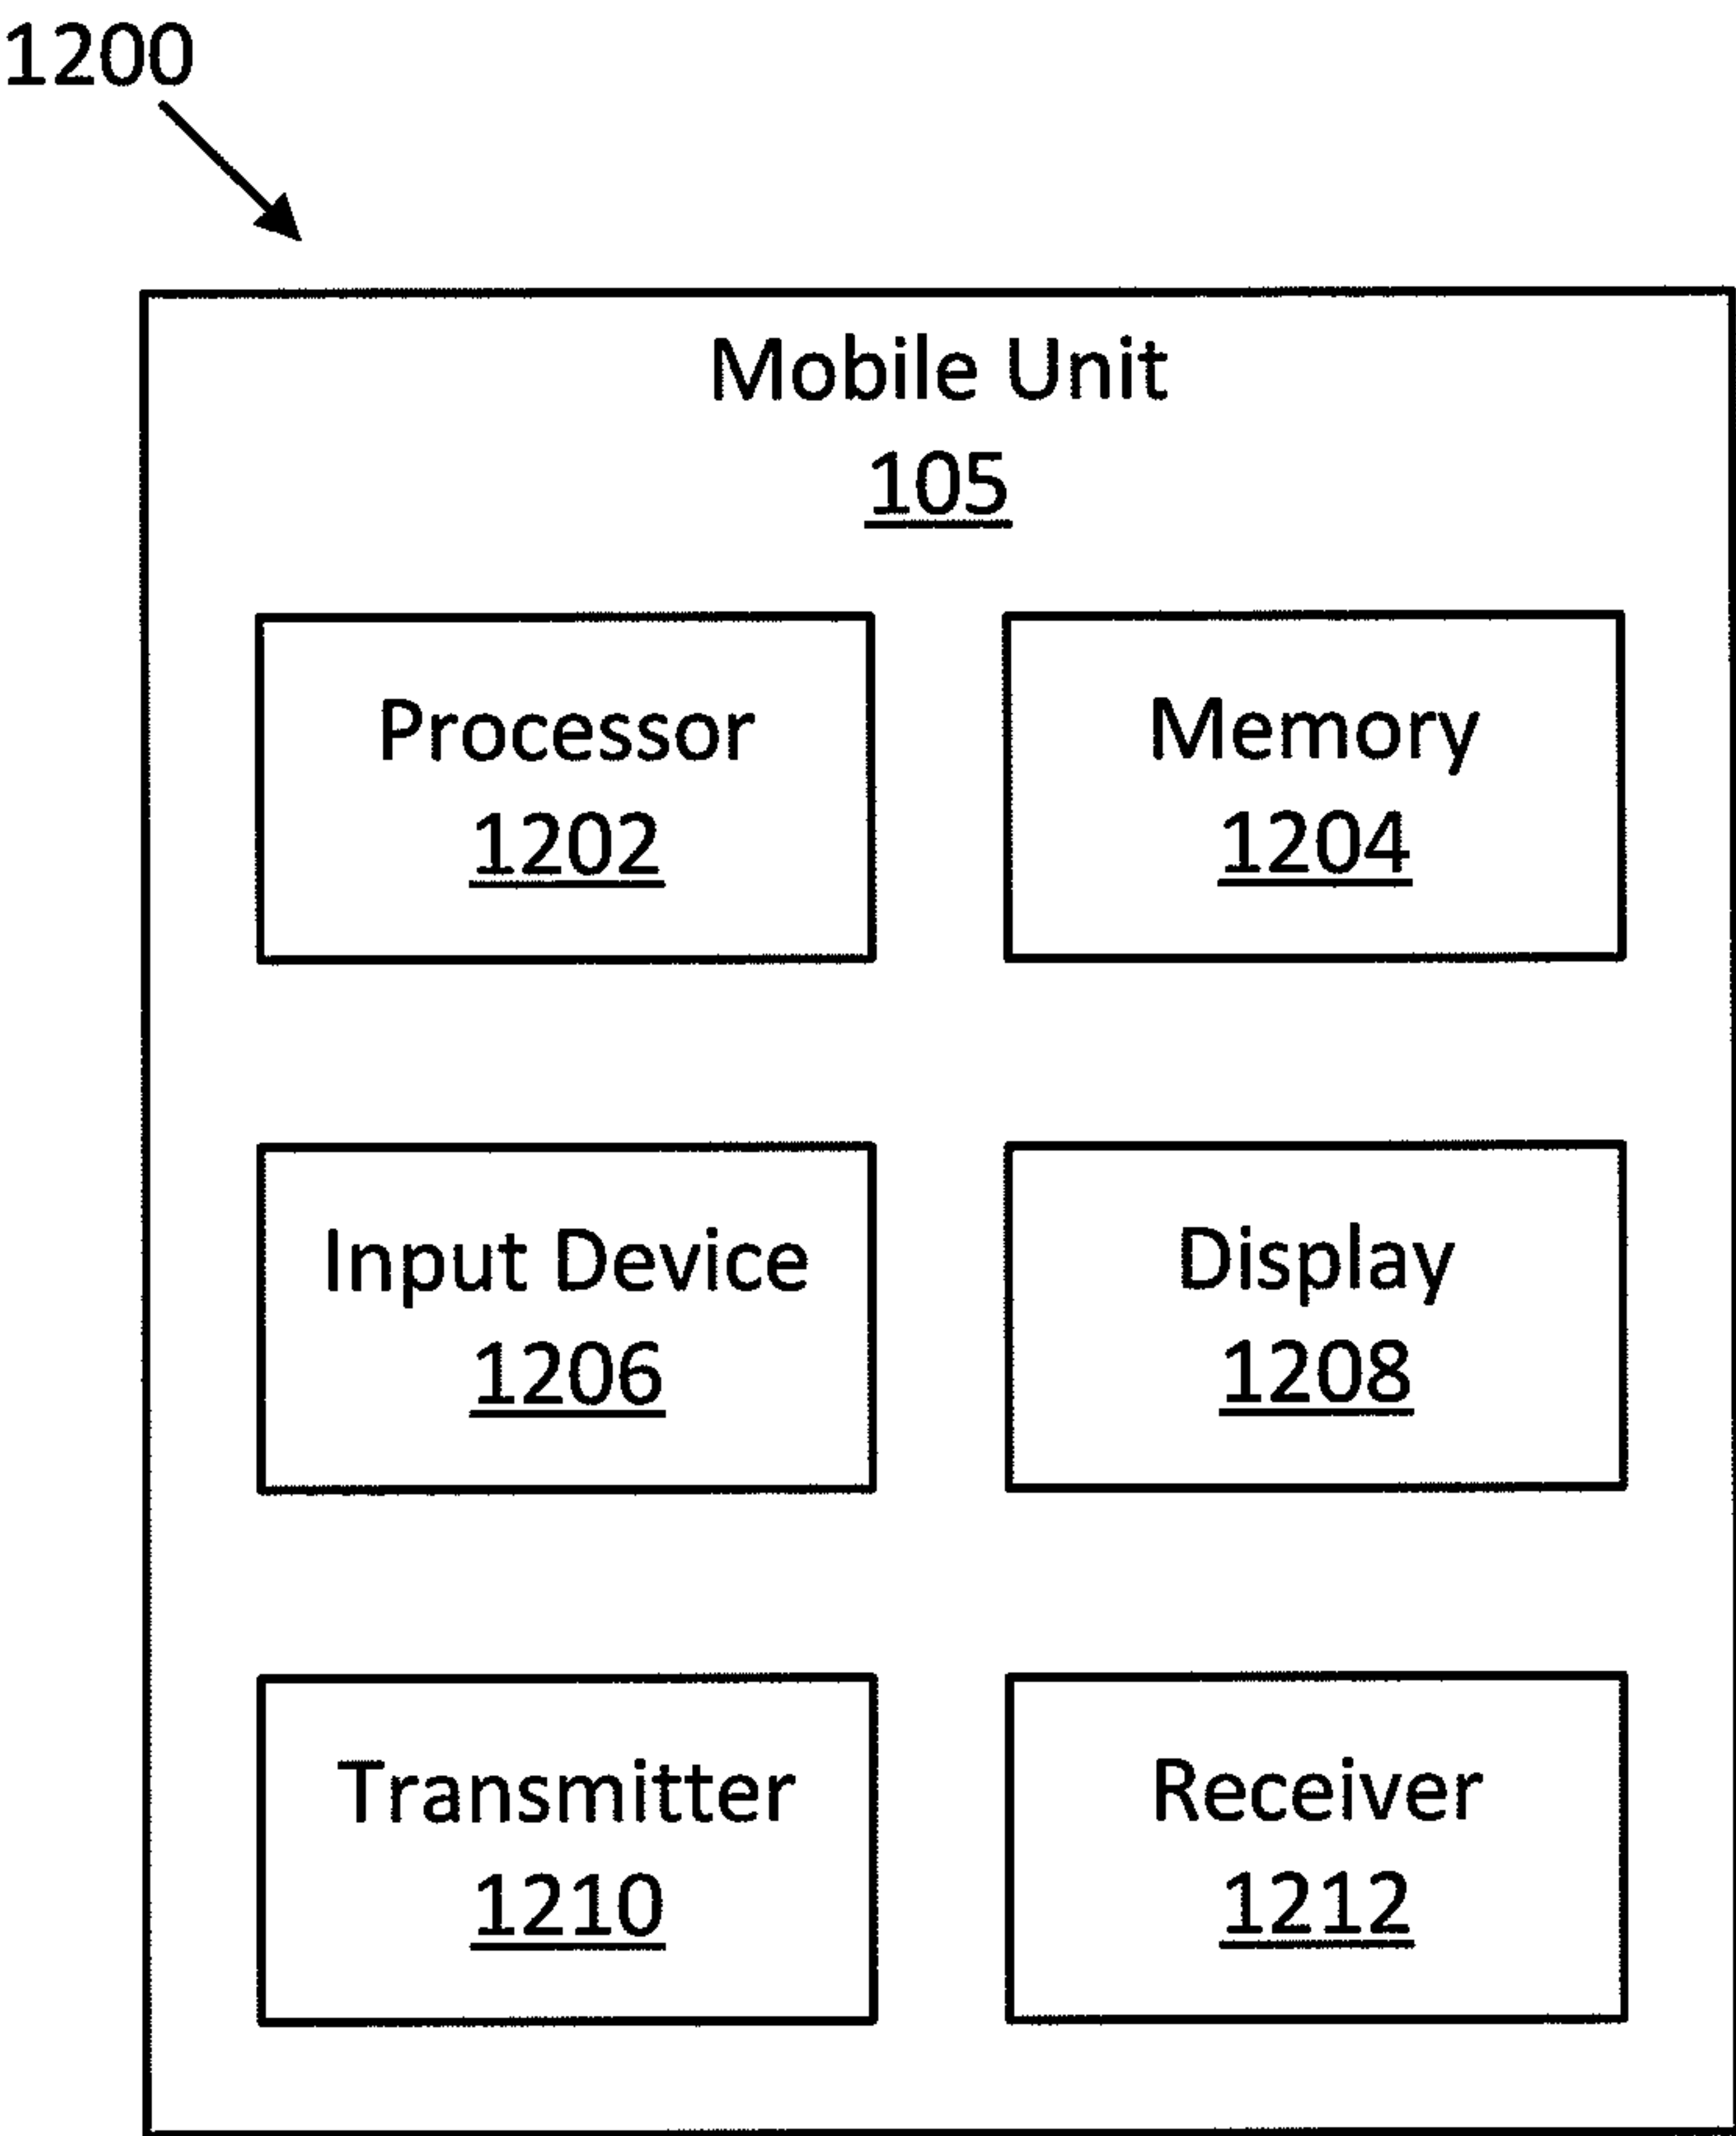 1200
Mobile Unit
105
Processor
1202
Memory
1204
Input Device
1206
Display
1208
Transmitter
1210
Receiver
1212